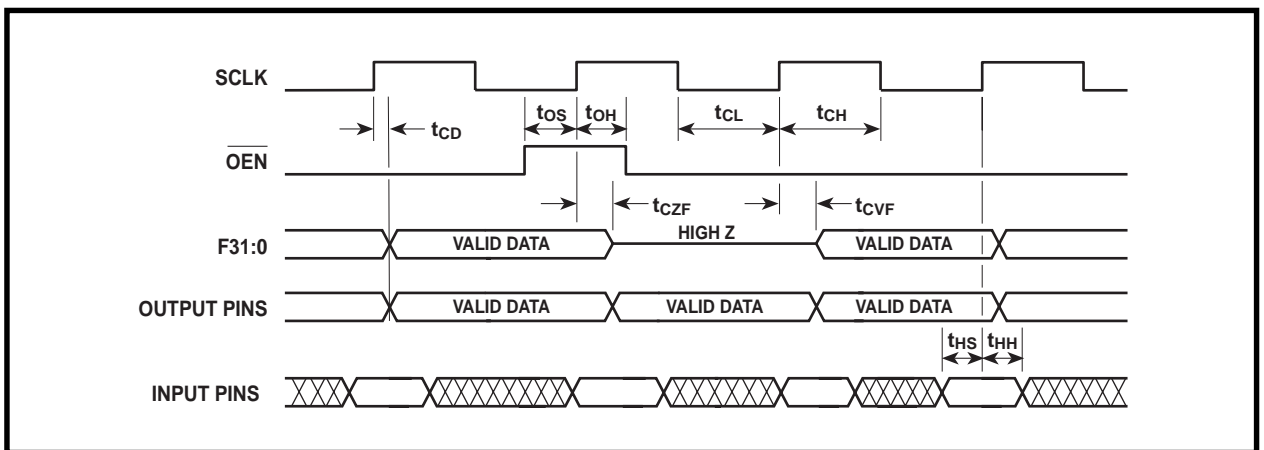 SCLK
tOS tOH tCL tCH
tCD
OEN
tCZF tCVF
F31:0 VALID DATA HIGH Z VALID DATA
OUTPUT PINS VALID DATA VALID DATA VALID DATA
tHS tHH
INPUT PINS